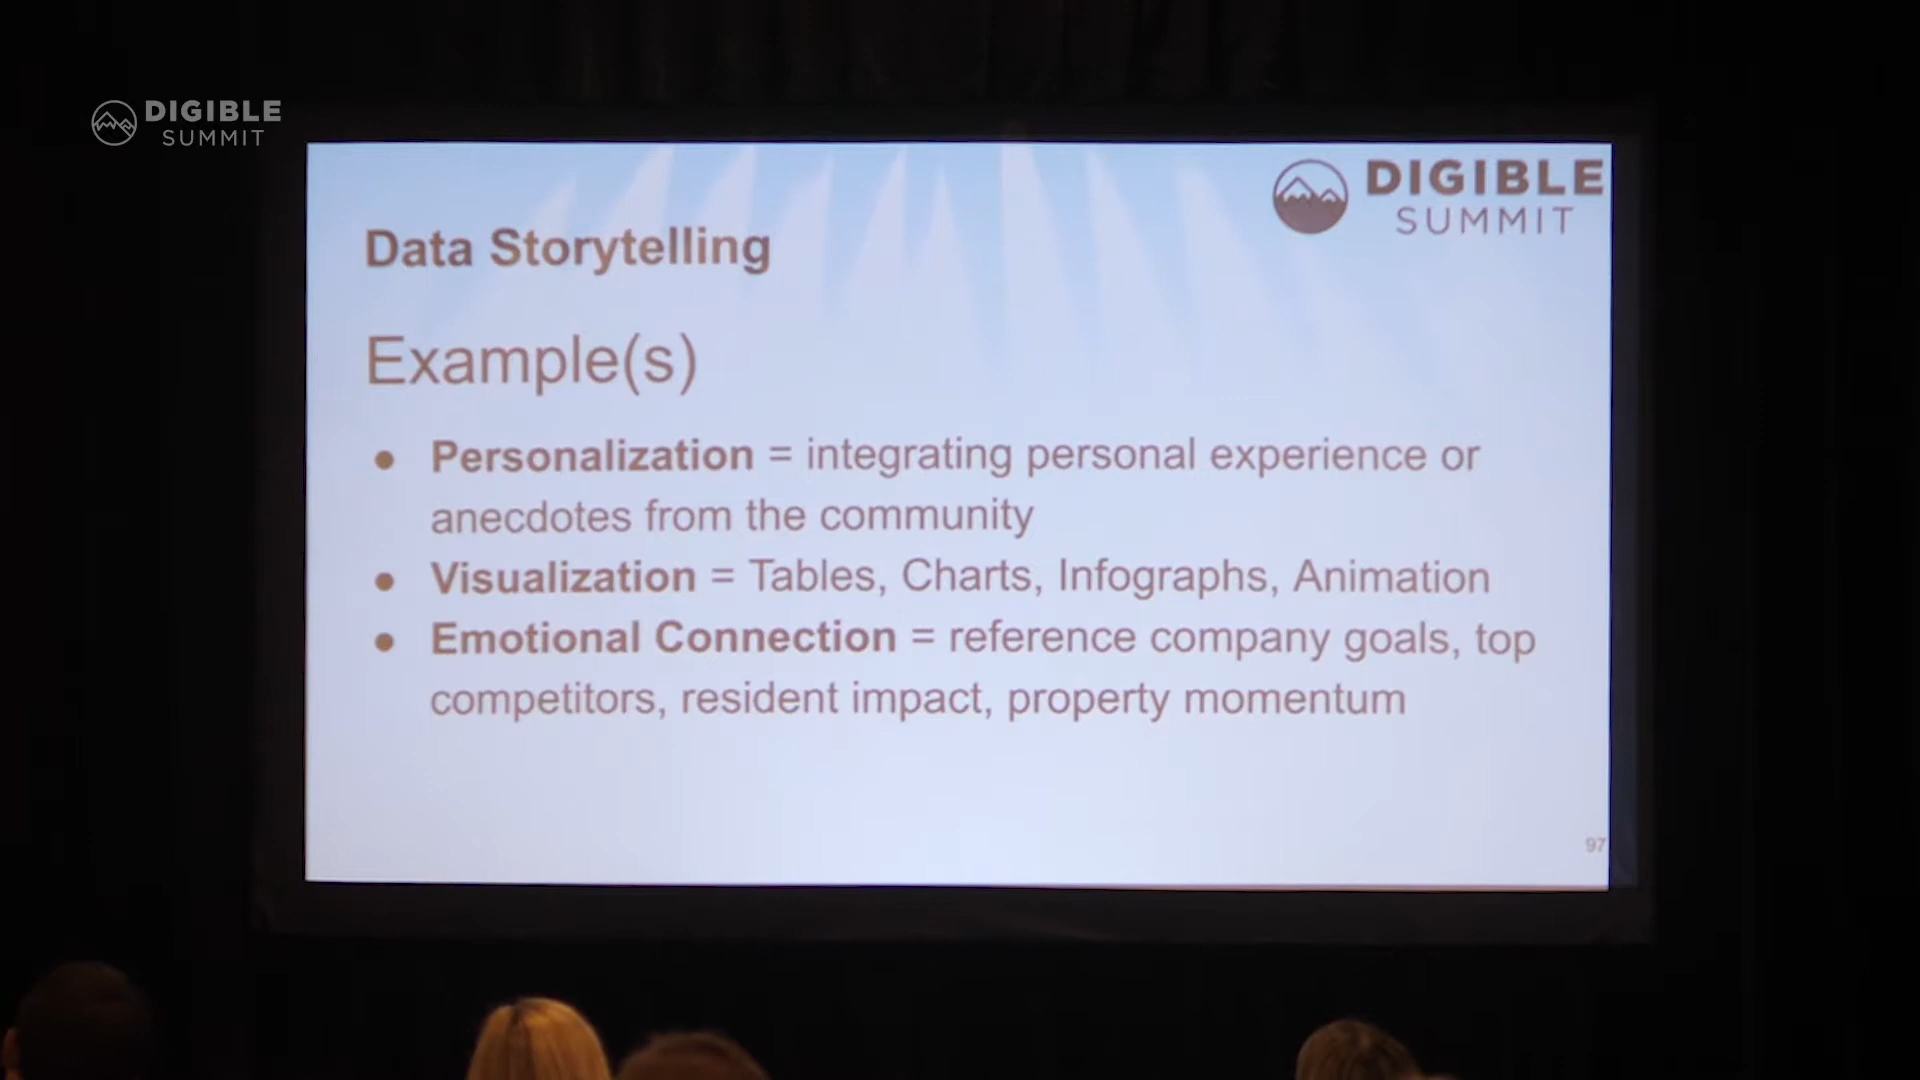 DIGIBLE
SUMMIT
DIGIBLE
SUMMIT
Data Storytelling
Example(s)
● Personalization = integrating personal experience or
anecdotes from the community
● Visualization = Tables, Charts, Infographs, Animation
● Emotional Connection = reference company goals, top
competitors, resident impact, property momentum
97